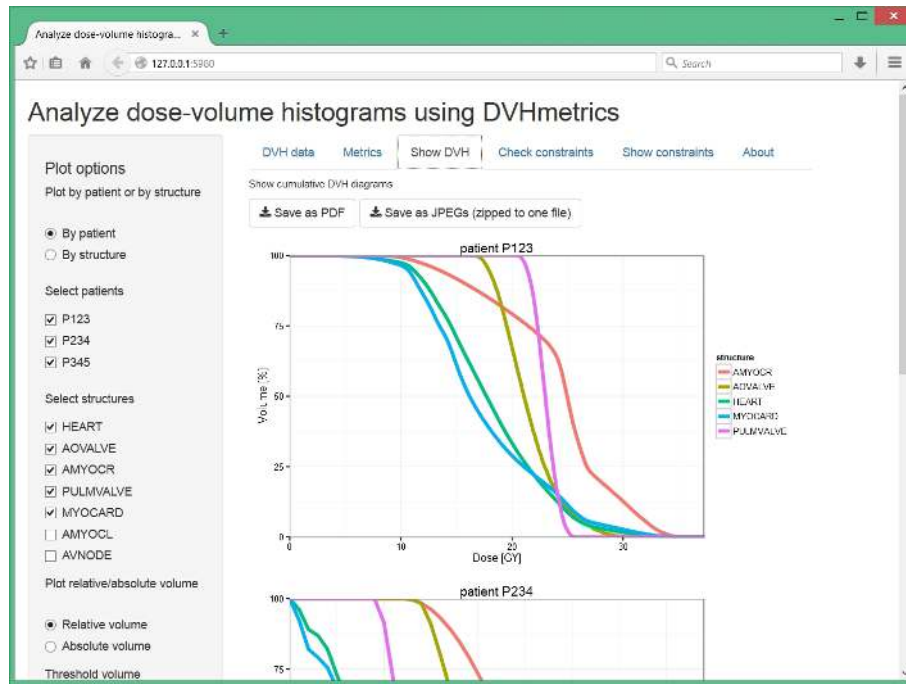 Analyze dose-volume histogra... × +
127.0.0.1:5980
Search
Analyze dose-volume histograms using DVHmetrics
DVH data Metrics Show DVH Check constraints Show constraints About
Plot options
Plot by patient or by structure
By patient
By structure
Select patients
P123
P234
P345
Select structures
HEART
AOVALVE
AMYOCR
PULMVALVE
MYOCARD
AMYOCL
AVNODE
Plot relative/absolute volume
Relative volume
Absolute volume
Threshold volume
Show cumulative DVH diagrams
Save as PDF Save as JPEGs (zipped to one file)
patient P123
100
75
50
25
0
Volume [%]
0 10 20 30
Dose [GY]
structure
AMYOCR
AOVALVE
HEART
MYOCARD
PULMVALVE
patient P234
100
75